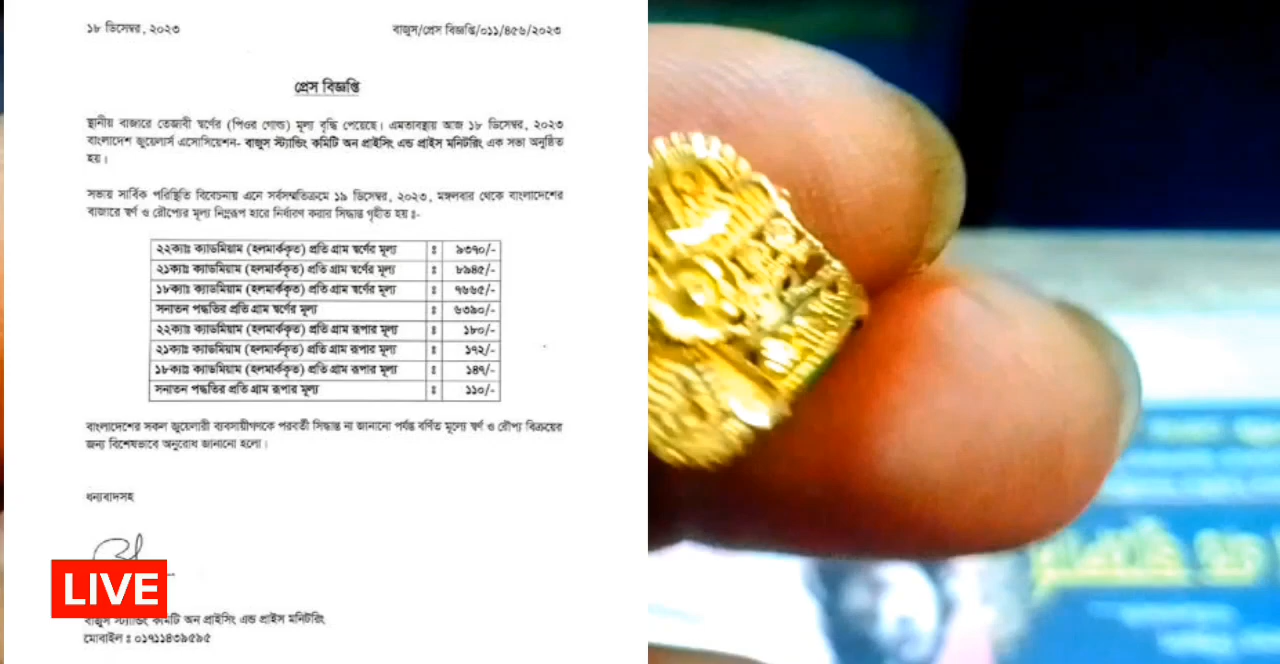 ১৮ ডিসেম্বর, ২০২৩
বাজুস/প্রেস বিজ্ঞপ্তি/০১১/৪৫৬/২০২৩
প্রেস বিজ্ঞপ্তি
স্থানীয় বাজারে তেজাবী স্বর্ণের (পিওর গোল্ড) মূল্য বৃদ্ধি পেয়েছে। এমতাবস্থায় আজ ১৮ ডিসেম্বর, ২০২৩
বাংলাদেশ জুয়েলার্স এসোসিয়েশন- বাজুস স্ট্যান্ডিং কমিটি অন প্রাইসিং এন্ড প্রাইস মনিটরিং এক সভা অনুষ্ঠিত
হয়।
সভায় সার্বিক পরিস্থিতি বিবেচনায় এনে সর্বসম্মতিক্রমে ১৯ ডিসেম্বর, ২০২৩, মঙ্গলবার থেকে বাংলাদেশের
বাজারে স্বর্ণ ও রৌপ্যের মূল্য নিম্নরূপ হারে নির্ধারণ করার সিদ্ধান্ত গৃহীত হয় ঃ-
২২ক্যাঃ ক্যাডমিয়াম (হলমার্ককৃত) প্রতি গ্রাম স্বর্ণের মূল্য ঃ ৯৩৭০/-
২১ক্যাঃ ক্যাডমিয়াম (হলমার্ককৃত) প্রতি গ্রাম স্বর্ণের মূল্য ঃ ৮৯৪৫/-
১৮ক্যাঃ ক্যাডমিয়াম (হলমার্ককৃত) প্রতি গ্রাম স্বর্ণের মূল্য ঃ ৭৬৬৫/-
সনাতন পদ্ধতির প্রতি গ্রাম স্বর্ণের মূল্য ঃ ৬৩৯০/-
২২ক্যাঃ ক্যাডমিয়াম (হলমার্ককৃত) প্রতি গ্রাম রূপার মূল্য ঃ ১৮০/-
২১ক্যাঃ ক্যাডমিয়াম (হলমার্ককৃত) প্রতি গ্রাম রূপার মূল্য ঃ ১৭২/-
১৮ক্যাঃ ক্যাডমিয়াম (হলমার্ককৃত) প্রতি গ্রাম রূপার মূল্য ঃ ১৪৭/-
সনাতন পদ্ধতির প্রতি গ্রাম রূপার মূল্য ঃ ১১০/-
বাংলাদেশের সকল জুয়েলারী ব্যবসায়ীগণকে পরবর্তী সিদ্ধান্ত না জানানো পর্যন্ত বর্ণিত মূল্যে স্বর্ণ ও রৌপ্য বিক্রয়ের
জন্য বিশেষভাবে অনুরোধ জানানো হলো।
ধন্যবাদসহ
LIVE
বাজুস স্ট্যান্ডিং কমিটি অন প্রাইসিং এন্ড প্রাইস মনিটরিং
মোবাইল ঃ ০১৭১১৪৩৯৫৯৫